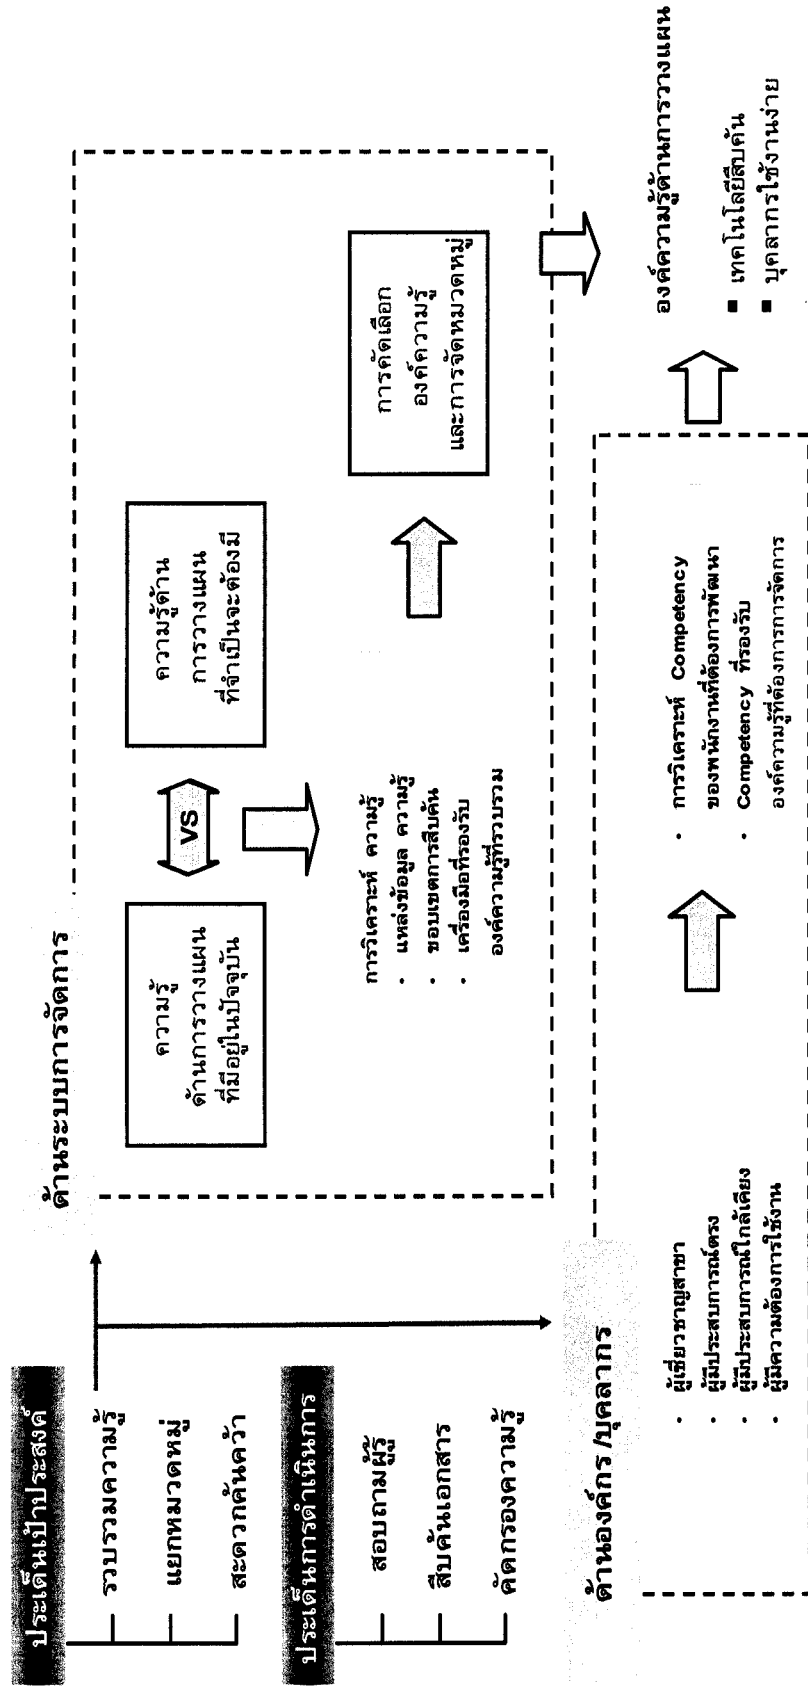 ประเด็นเป้าประสงค์
รวบรวมความรู้
แยกหมวดหมู่
สะดวกค้นคว้า
ประเด็นการดำเนินการ
สอบถามผู้รู้
สืบค้นเอกสาร
คัดกรองความรู้
ด้านระบบการจัดการ
ความรู้
ด้านการวางแผน
ที่มีอยู่ในปัจจุบัน
VS
ความรู้ด้าน
การวางแผน
ที่จำเป็นจะต้องมี
การวิเคราะห์ ความรู้
• แหล่งข้อมูล ความรู้
• ขอบเขตการสืบค้น
• เครื่องมือที่รองรับ
องค์ความรู้ที่รวบรวม
การคัดเลือก
องค์ความรู้
และการจัดหมวดหมู่
ด้านองค์กร /บุคลากร
• ผู้เชี่ยวชาญสาขา
• ผู้มีประสบการณ์ตรง
• ผู้มีประสบการณ์ใกล้เคียง
• ผู้มีความต้องการใช้งาน
• การวิเคราะห์ Competency
ของพนักงานที่ต้องการพัฒนา
• Competency ที่รองรับ
องค์ความรู้ที่ต้องการการจัดการ
องค์ความรู้ด้านการวางแผน
■ เทคโนโลยีสืบค้น
■ บุคลากรใช้งานง่าย